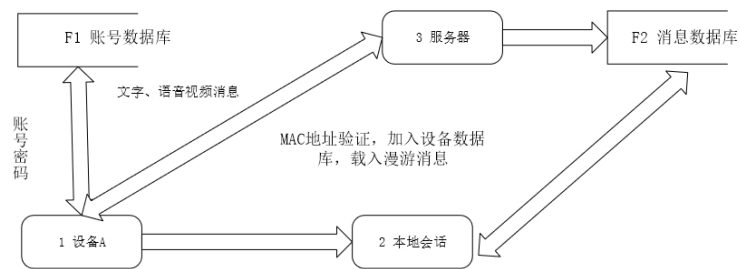 F1 账号数据库
3 服务器
F2 消息数据库
文字、语音视频消息
账号密码
MAC地址验证，加入设备数据
库，载入漫游消息
1 设备A
2 本地会话